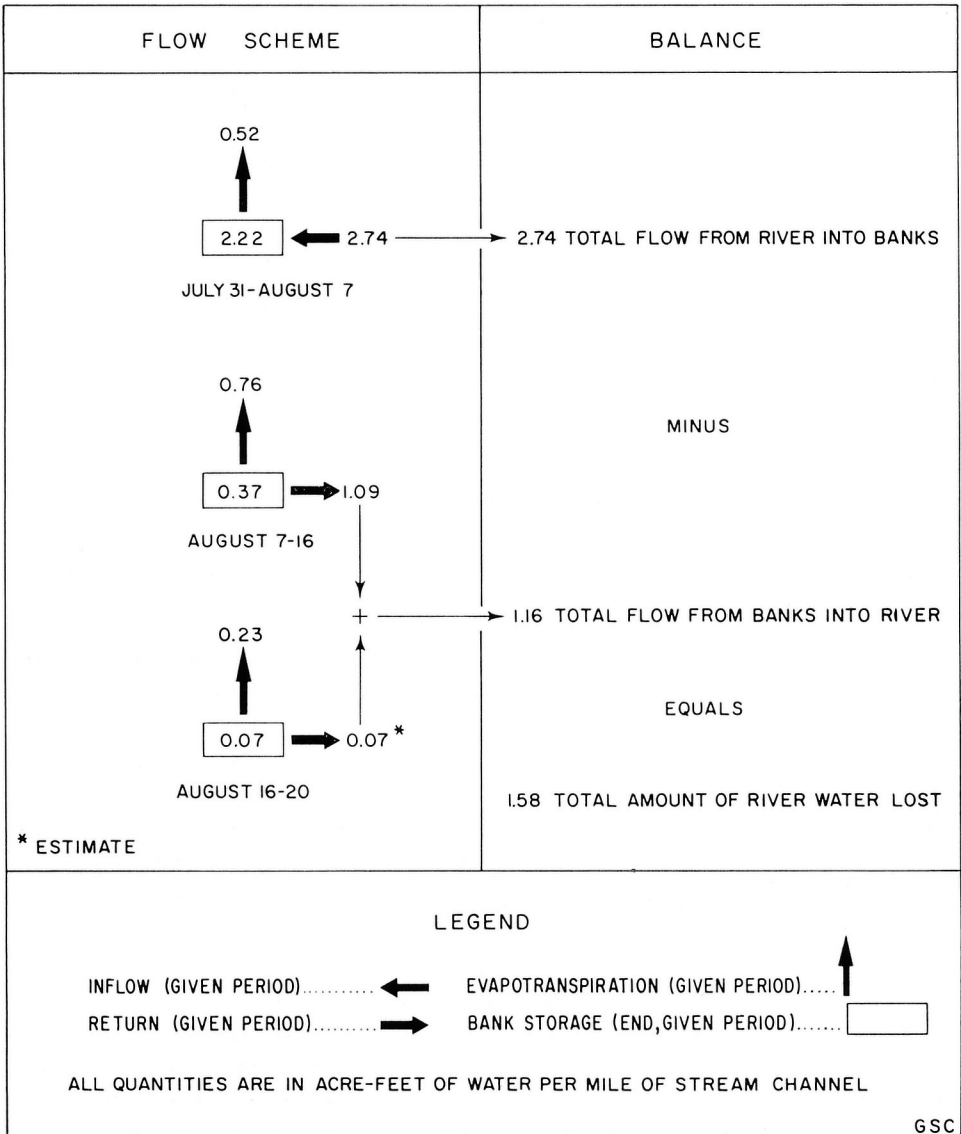 FLOW SCHEME
BALANCE
0.52
2.22
2.74
2.74 TOTAL FLOW FROM RIVER INTO BANKS
JULY 31-AUGUST 7
0.76
MINUS
0.37
1.09
AUGUST 7-16
+
1.16 TOTAL FLOW FROM BANKS INTO RIVER
0.23
EQUALS
0.07
0.07 *
AUGUST 16-20
1.58 TOTAL AMOUNT OF RIVER WATER LOST
* ESTIMATE
LEGEND
INFLOW (GIVEN PERIOD)..........
EVAPOTRANSPIRATION (GIVEN PERIOD).....
RETURN (GIVEN PERIOD)..........
BANK STORAGE (END, GIVEN PERIOD).......
ALL QUANTITIES ARE IN ACRE-FEET OF WATER PER MILE OF STREAM CHANNEL
GSC